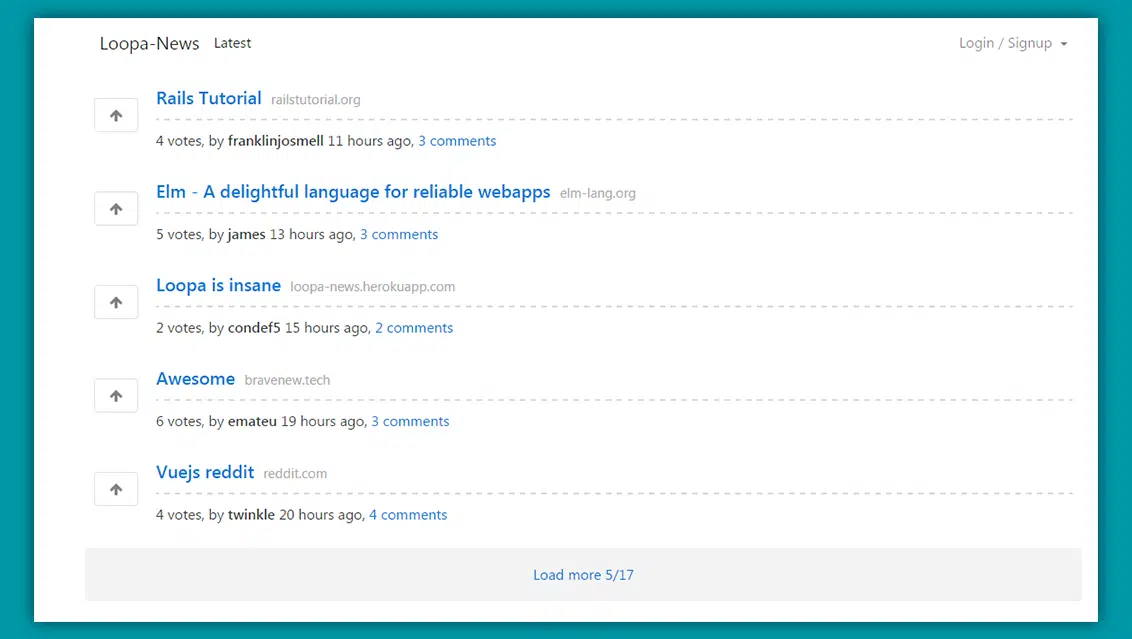 Loopa-News Latest Login / Signup
Rails Tutorial railstutorial.org
4 votes, by franklinjosmell 11 hours ago, 3 comments
Elm - A delightful language for reliable webapps elm-lang.org
5 votes, by james 13 hours ago, 3 comments
Loopa is insane loopa-news.herokuapp.com
2 votes, by condef5 15 hours ago, 2 comments
Awesome bravenew.tech
6 votes, by emateu 19 hours ago, 3 comments
Vuejs reddit reddit.com
4 votes, by twinkle 20 hours ago, 4 comments
Load more 5/17